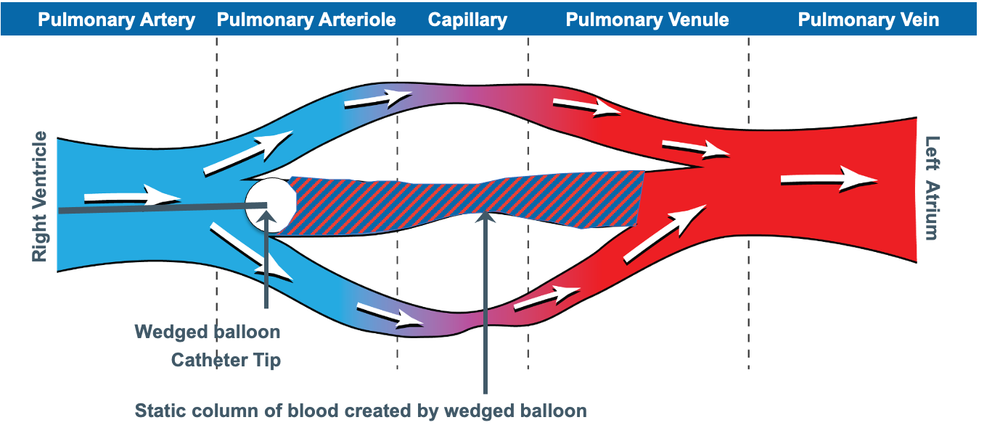 Pulmonary Artery
Pulmonary Arteriole
Capillary
Pulmonary Venule
Pulmonary Vein
Right Ventricle
Left Atrium
Wedged balloon
Catheter Tip
Static column of blood created by wedged balloon